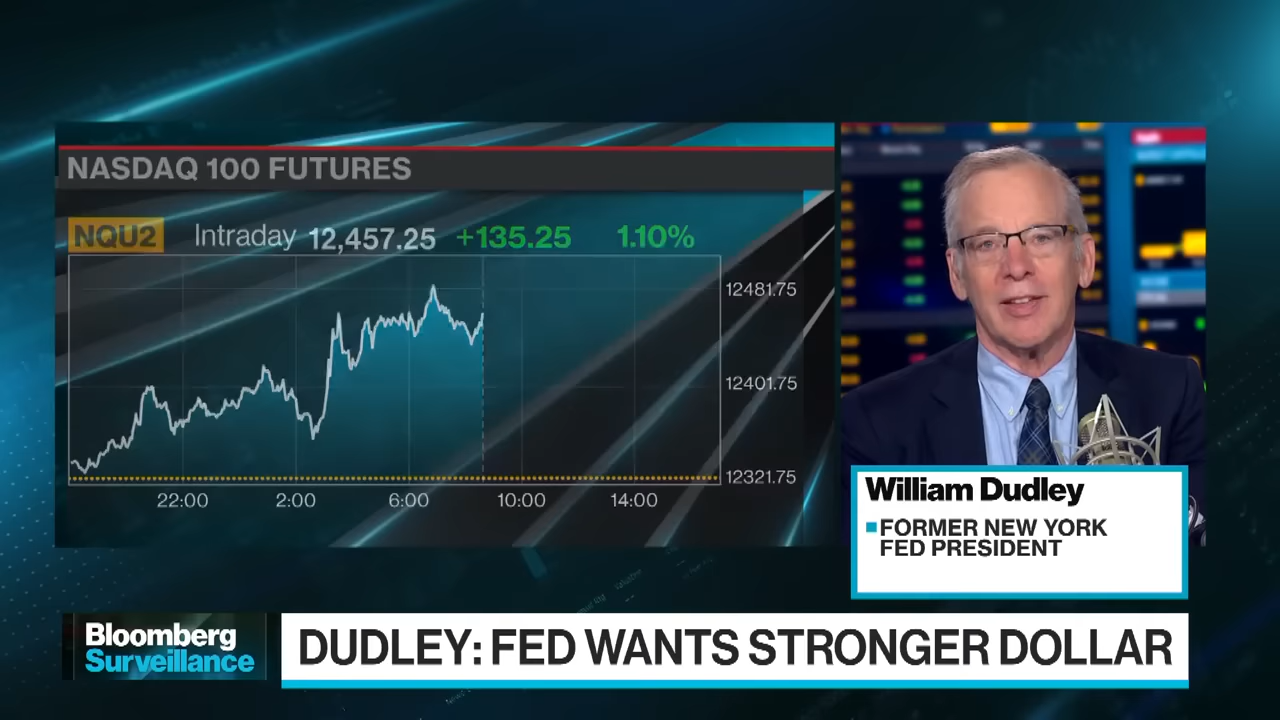 NASDAQ 100 FUTURES
NQU2 Intraday 12,457.25 +135.25 1.10%
12481.75
12401.75
12321.75
22:00 2:00 6:00 10:00 14:00
William Dudley
FORMER NEW YORK
FED PRESIDENT
Bloomberg
Surveillance
DUDLEY: FED WANTS STRONGER DOLLAR